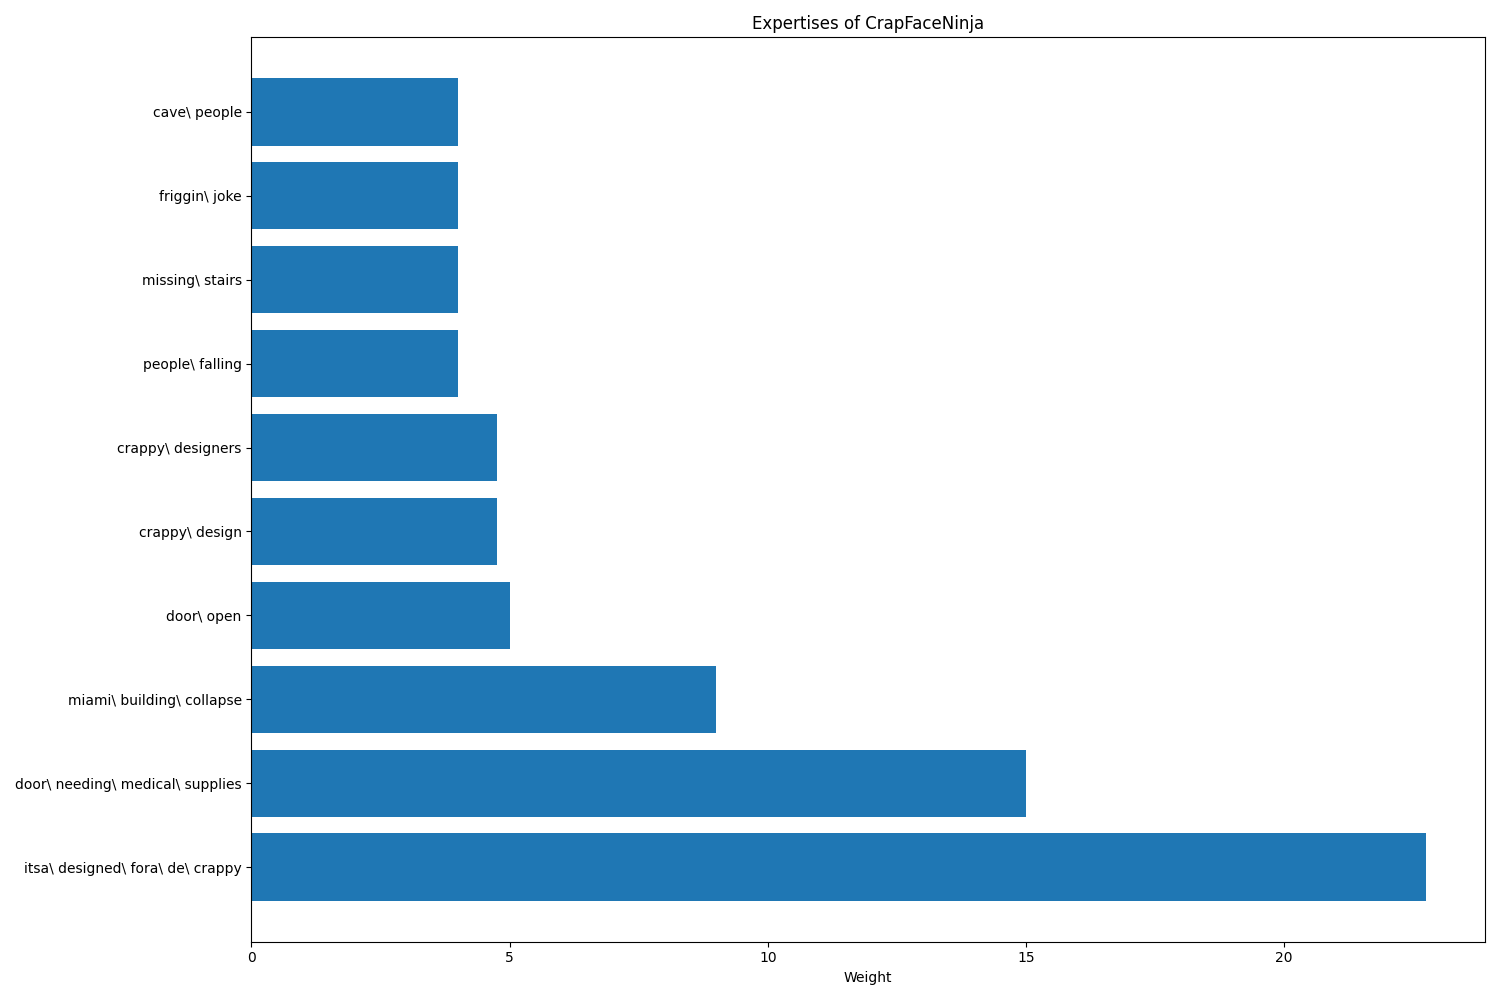 Expertises of CrapFaceNinja
cave\ people
friggin\ joke
missing\ stairs
people\ falling
crappy\ designers
crappy\ design
door\ open
miami\ building\ collapse
door\ needing\ medical\ supplies
itsa\ designed\ fora\ de\ crappy
0 5 10 15 20
Weight